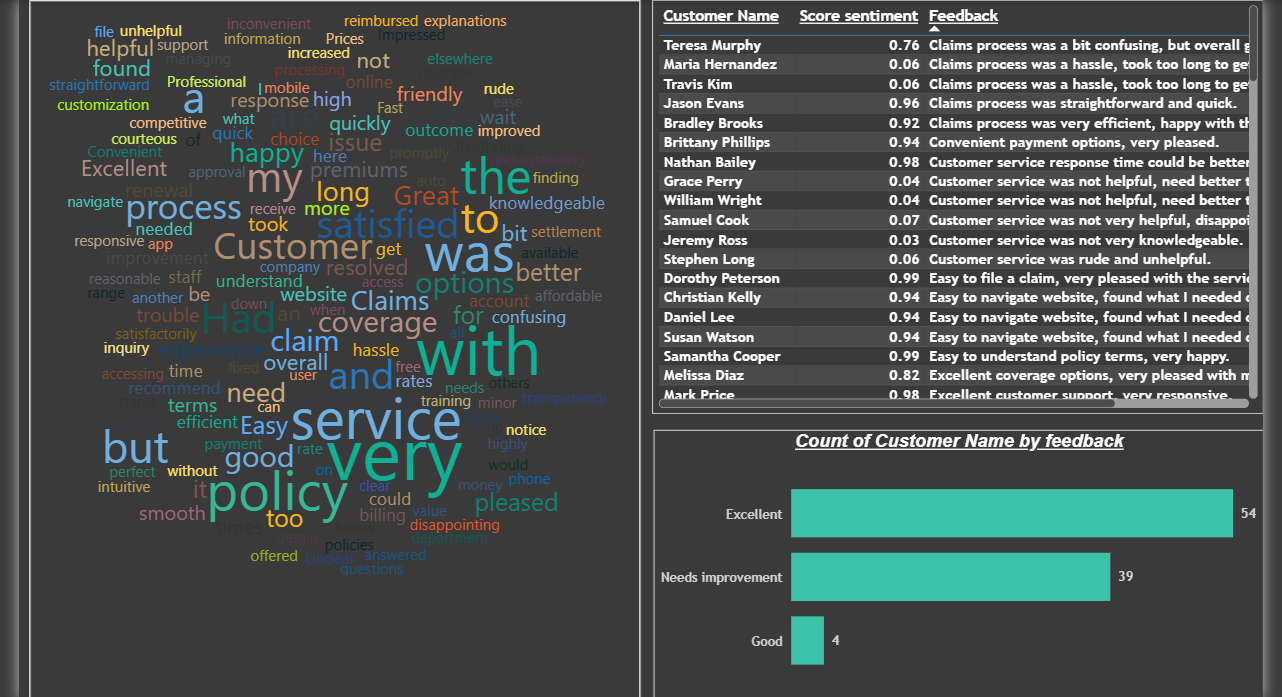 inconvenient reimbursed explanations
file unhelpful information Prices Impressed
helpful support increased not elsewhere
managing
found processing multiple
straightforward Professional a I mobile online friendly rude
customization response high Fast ease
competitive what are quickly wait
courteous of quick choice issue outcome improved
Convenient happy here promptly understanding
Excellent approval my premiums the finding
renewal long auto Great
navigate process receive more knowledgeable
needed took satisfied to bit settlement
responsive app Customer get was available
improvement company resolved better
reasonable staff understand access options
range another be down website Claims account affordable
trouble Had an when coverage for confusing
satisfactorily all
inquiry experience claim hassle with
accessing time fixed overall free
recommend user and rates needs others
status need training minor transparency
terms can
efficient Easy service notice
payment rate very highly
but good would
perfect without on phone
intuitive it policy clear money
smooth could pleased
times too billing value disappointing
details policies department
offered Unclear answered
questions
Customer Name Score sentiment Feedback
Teresa Murphy 0.76 Claims process was a bit confusing, but overall g
Maria Hernandez 0.06 Claims process was a hassle, took too long to ge
Travis Kim 0.06 Claims process was a hassle, took too long to ge
Jason Evans 0.96 Claims process was straightforward and quick.
Bradley Brooks 0.92 Claims process was very efficient, happy with th
Brittany Phillips 0.94 Convenient payment options, very pleased.
Nathan Bailey 0.98 Customer service response time could be better
Grace Perry 0.04 Customer service was not helpful, need better t
William Wright 0.04 Customer service was not helpful, need better t
Samuel Cook 0.07 Customer service was not very helpful, disappoi
Jeremy Ross 0.03 Customer service was not very knowledgeable.
Stephen Long 0.06 Customer service was rude and unhelpful.
Dorothy Peterson 0.99 Easy to file a claim, very pleased with the servic
Christian Kelly 0.94 Easy to navigate website, found what I needed q
Daniel Lee 0.94 Easy to navigate website, found what I needed q
Susan Watson 0.94 Easy to navigate website, found what I needed q
Samantha Cooper 0.99 Easy to understand policy terms, very happy.
Melissa Diaz 0.82 Excellent coverage options, very pleased with m
Mark Price 0.98 Excellent customer support, very responsive.
Count of Customer Name by feedback
Excellent 54
Needs improvement 39
Good 4